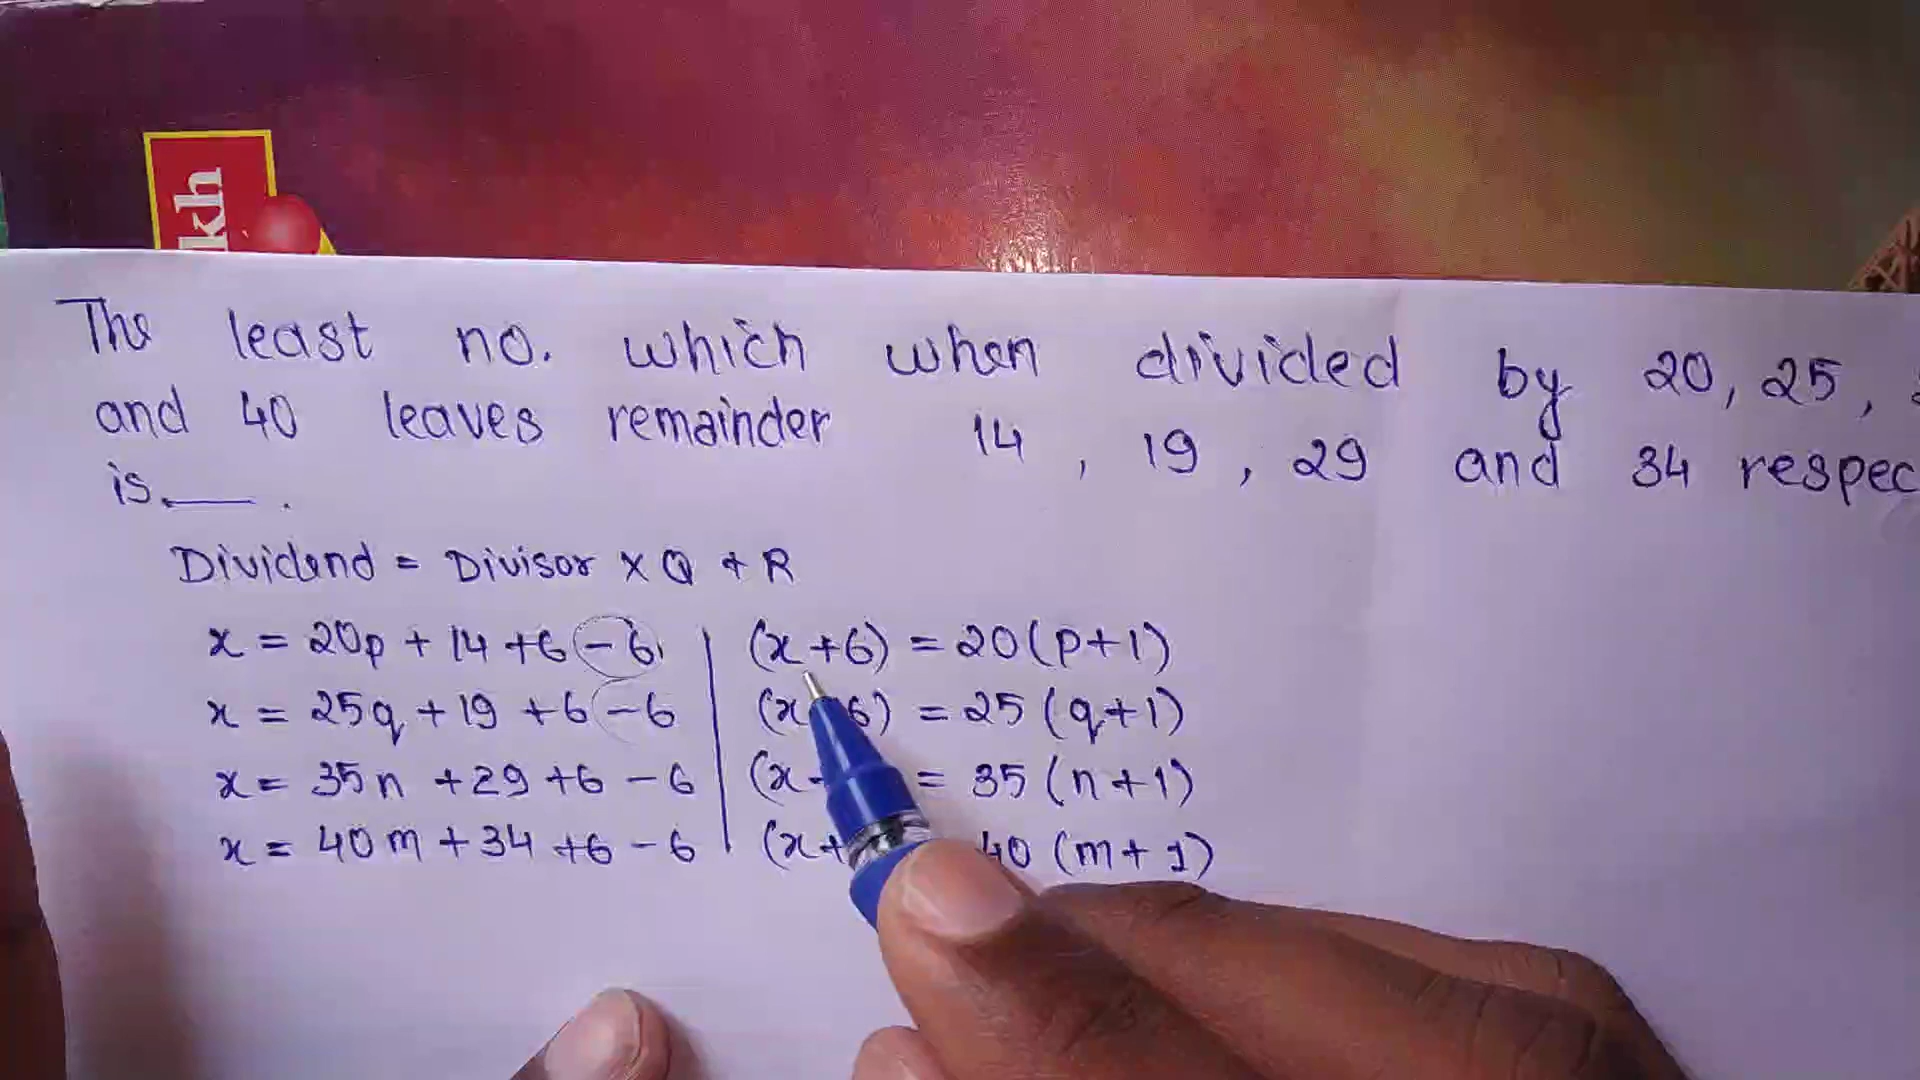 kh
The least no. which when divided by 20, 25,
and 40 leaves remainder 14, 19, 29 and 34 respec
is ___.
Dividend = Divisor × Q + R
x = 20p + 14 + 6 - 6
x = 25q + 19 + 6 - 6
x = 35n + 29 + 6 - 6
x = 40m + 34 + 6 - 6
(x+6) = 20(p+1)
(x 6) = 25(q+1)
(x = 35(n+1)
(x+ 40(m+1)